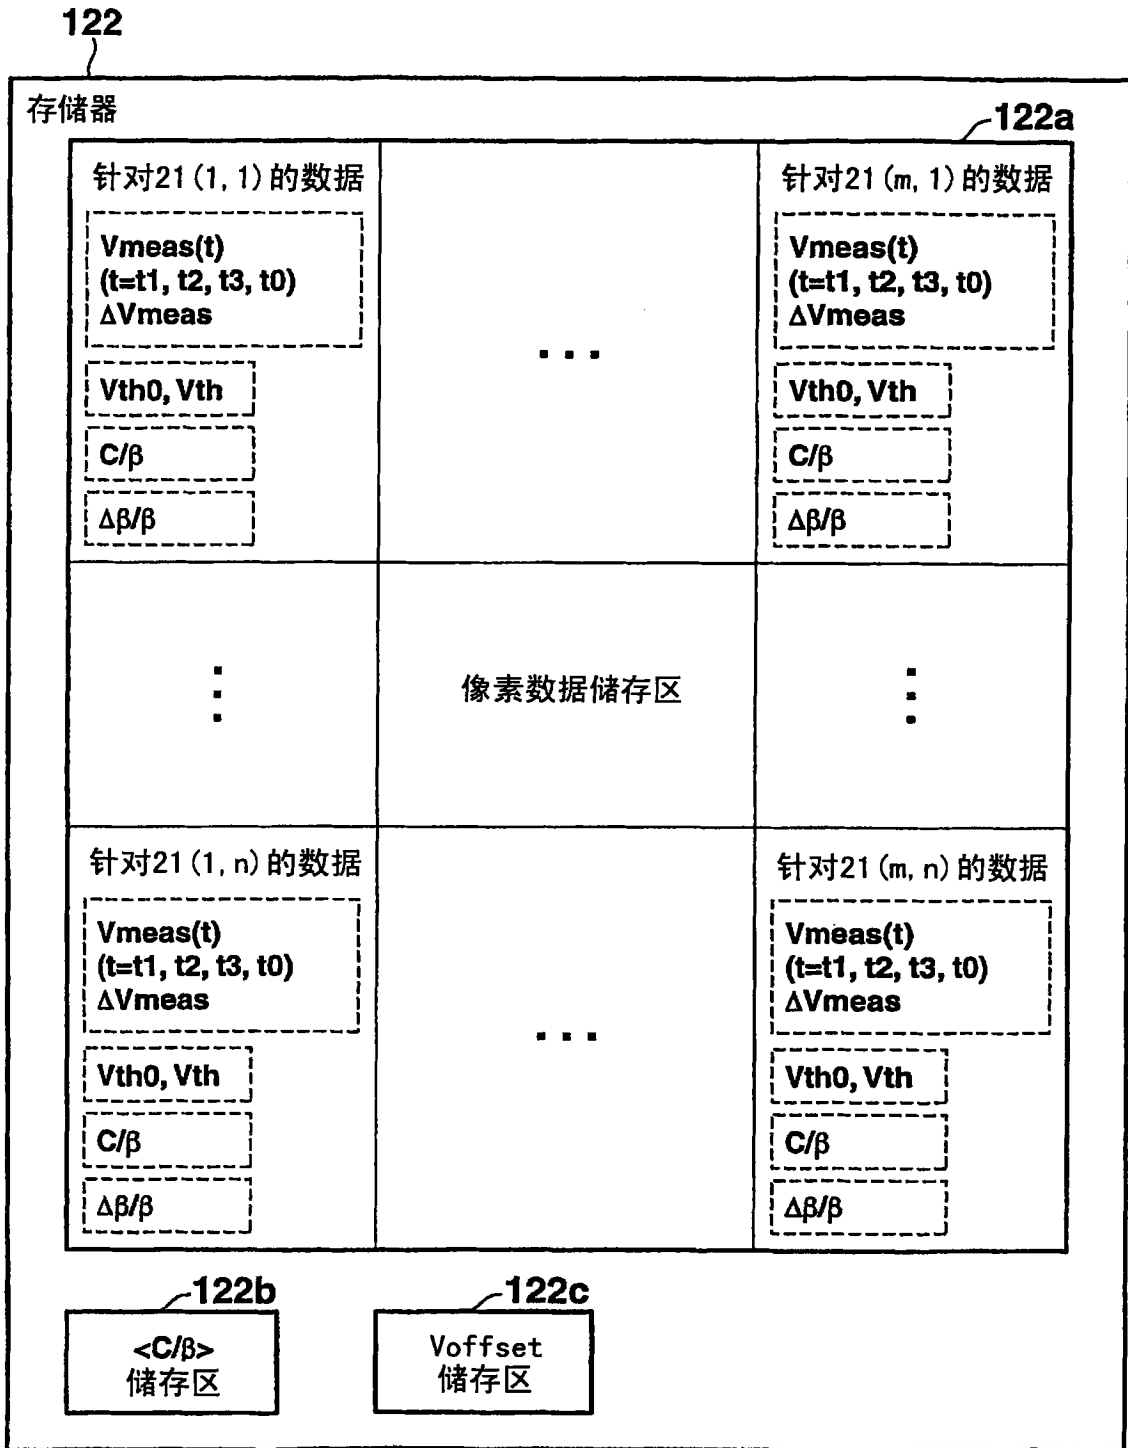 122
存储器
122a
针对21(1,1)的数据
Vmeas(t)
(t=t1, t2, t3, t0)
ΔVmeas
Vth0, Vth
C/β
Δβ/β
...
针对21(m,1)的数据
Vmeas(t)
(t=t1, t2, t3, t0)
ΔVmeas
Vth0, Vth
C/β
Δβ/β
像素数据储存区
针对21(1,n)的数据
Vmeas(t)
(t=t1, t2, t3, t0)
ΔVmeas
Vth0, Vth
C/β
Δβ/β
...
针对21(m,n)的数据
Vmeas(t)
(t=t1, t2, t3, t0)
ΔVmeas
Vth0, Vth
C/β
Δβ/β
122b
<C/β>
储存区
122c
Voffset
储存区